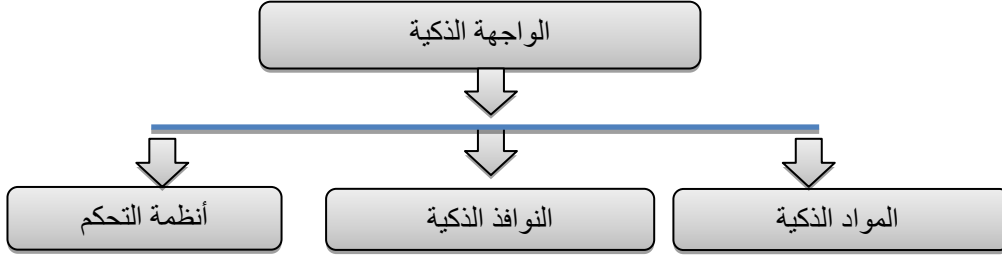 الواجهة الذكية
المواد الذكية
النوافذ الذكية
أنظمة التحكم